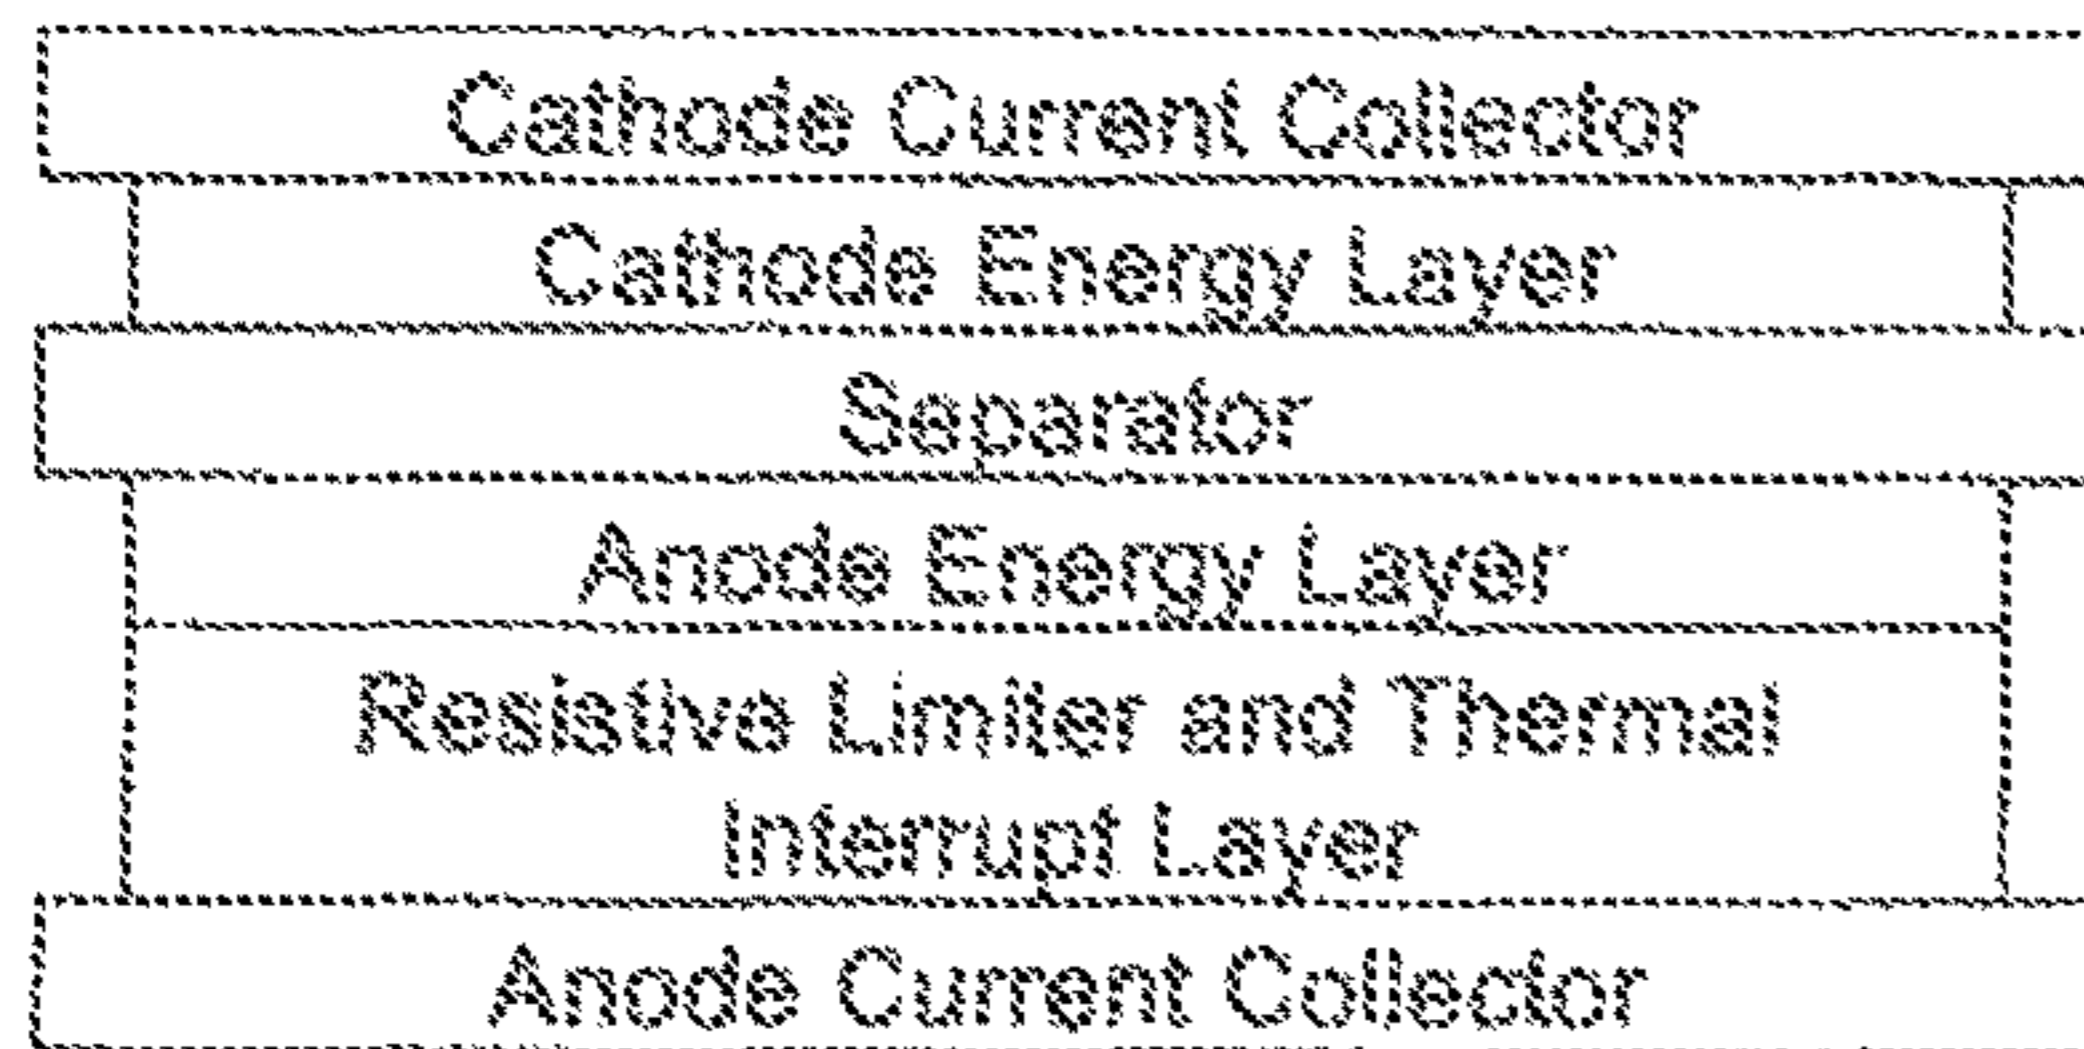 Cathode Current Collector
Cathode Energy Layer
Separator
Anode Energy Layer
Resistive Limiter and Thermal
Interrupt Layer
Anode Current Collector